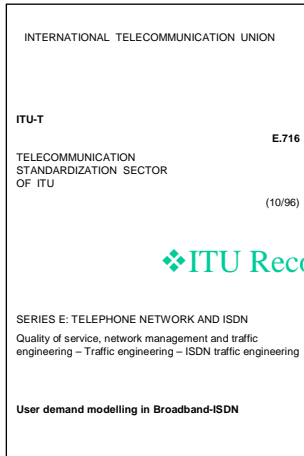 INTERNATIONAL TELECOMMUNICATION UNION
ITU-T
E.716
TELECOMMUNICATION
STANDARDIZATION SECTOR
OF ITU
(10/96)
❖ITU Reco
SERIES E: TELEPHONE NETWORK AND ISDN
Quality of service, network management and traffic
engineering – Traffic engineering – ISDN traffic engineering
User demand modelling in Broadband-ISDN